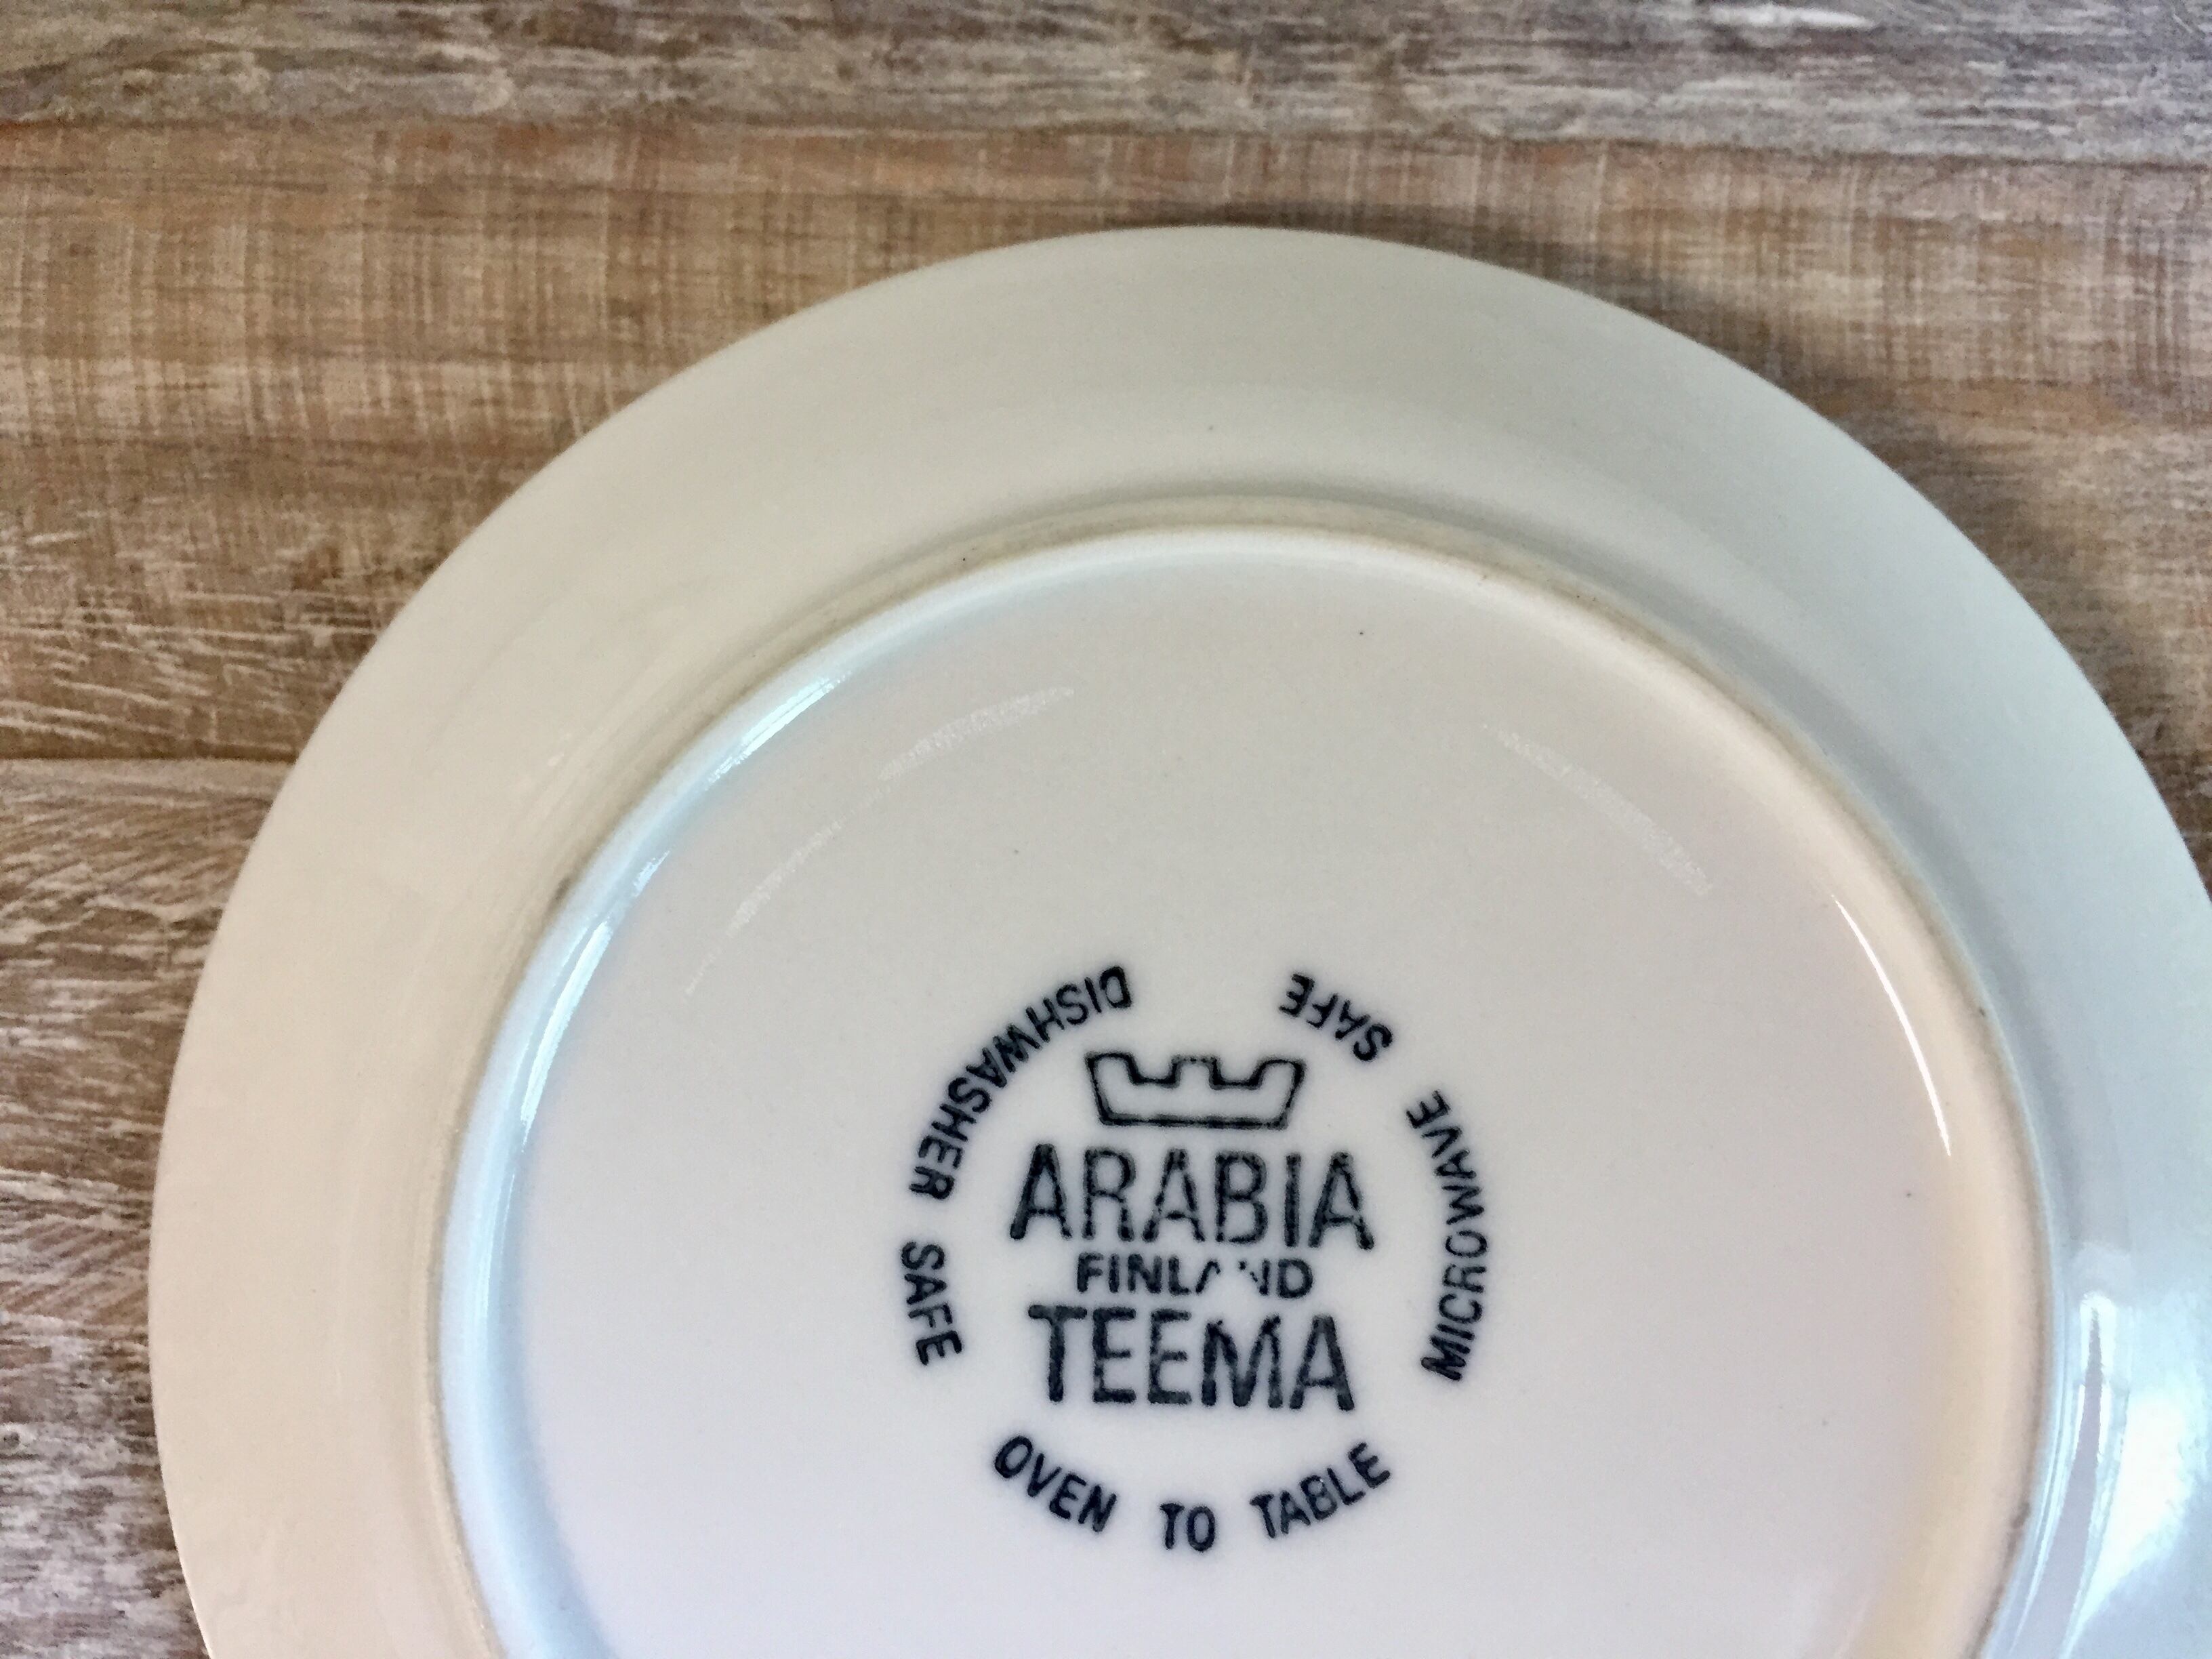 ARABIA
FINLAND
TEEMA
DISHWASHER SAFE
OVEN TO TABLE
MICROWAVE SAFE